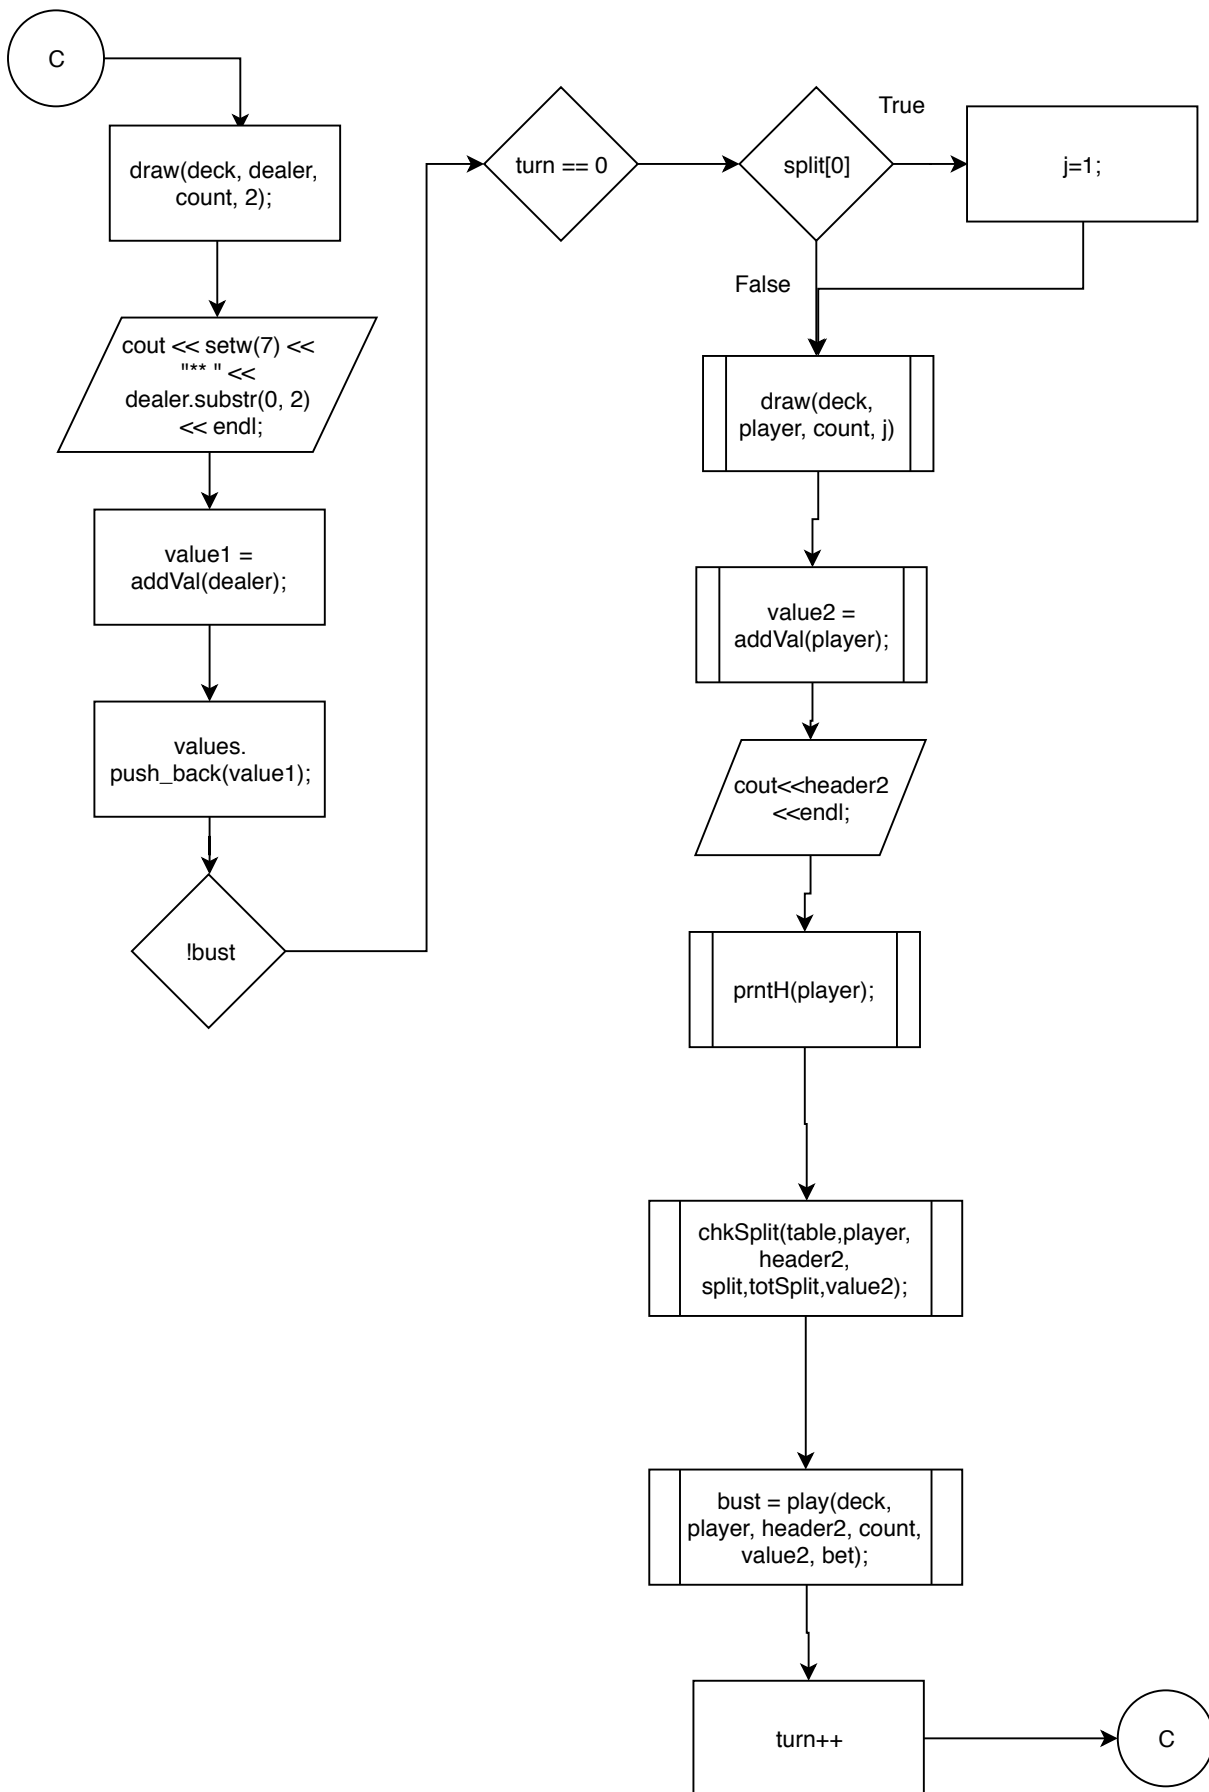 C
draw(deck, dealer,
count, 2);
cout << setw(7) <<
"** " <<
dealer.substr(0, 2)
<< endl;
value1 =
addVal(dealer);
values.
push_back(value1);
!bust
turn == 0
split[0]
True
j=1;
False
draw(deck,
player, count, j)
value2 =
addVal(player);
cout<<header2
<<endl;
prntH(player);
chkSplit(table,player,
header2,
split,totSplit,value2);
bust = play(deck,
player, header2, count,
value2, bet);
turn++
C